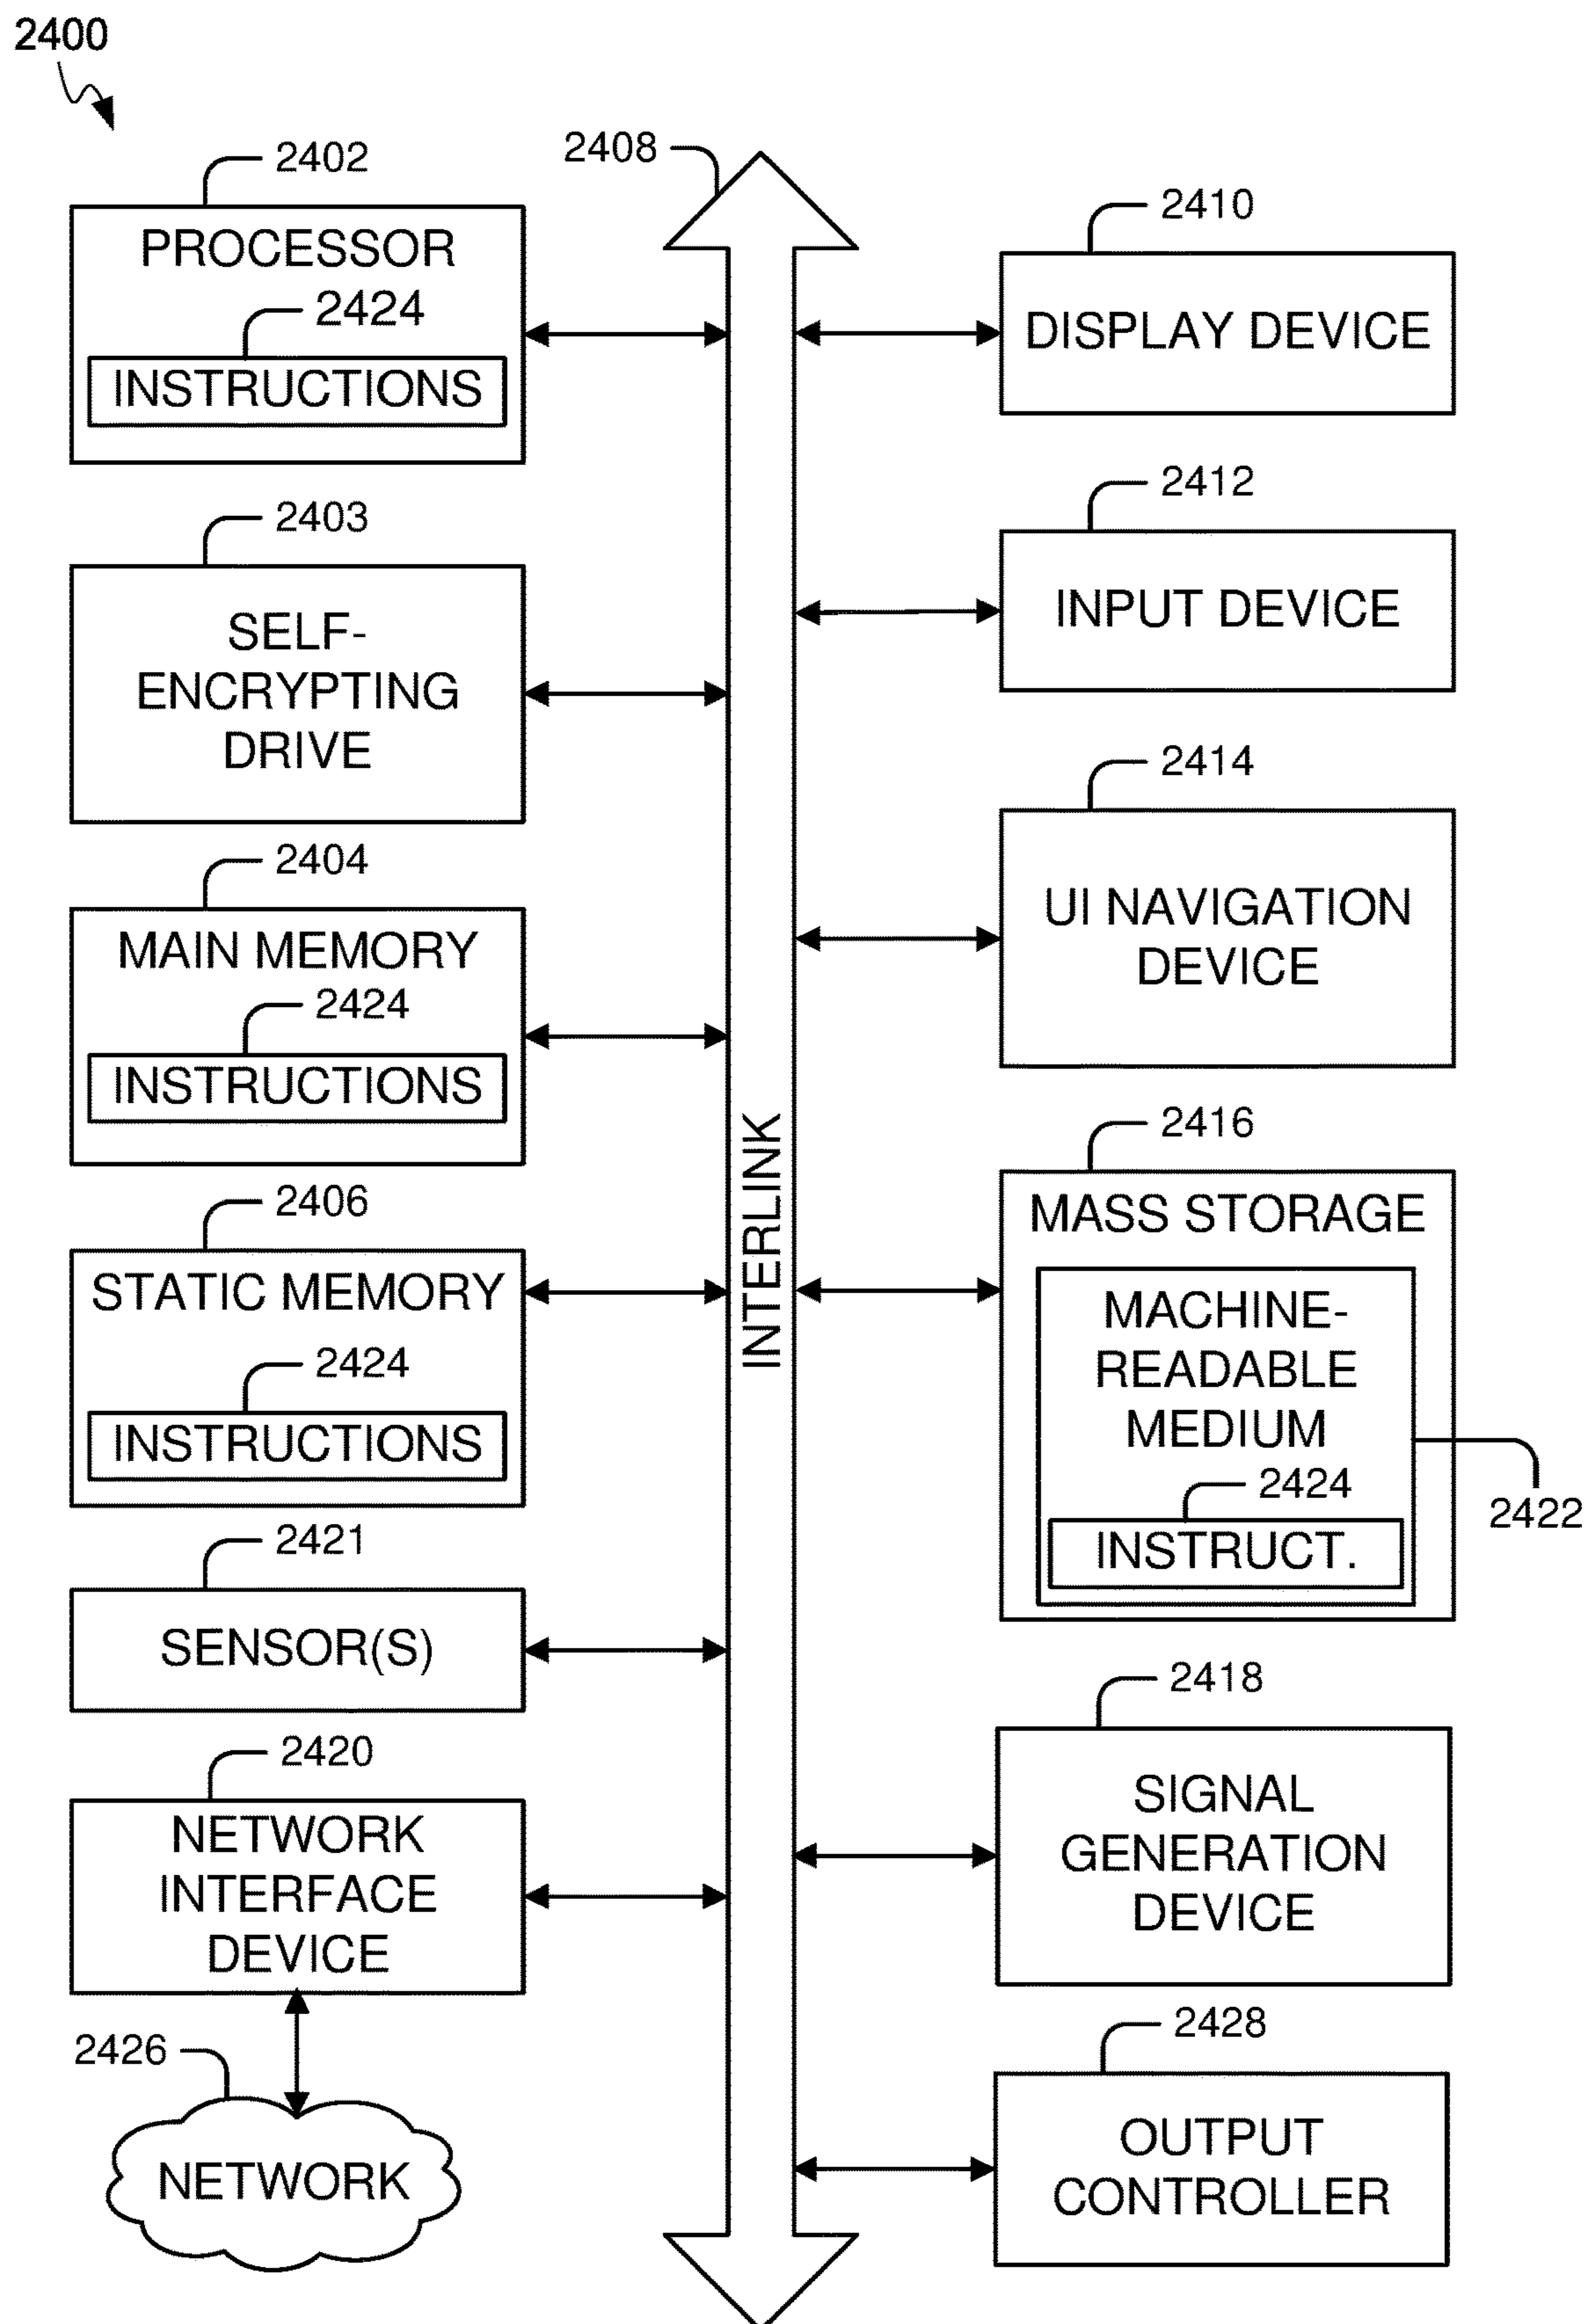 2400
2402
PROCESSOR
2424
INSTRUCTIONS
2403
SELF-
ENCRYPTING
DRIVE
2404
MAIN MEMORY
2424
INSTRUCTIONS
2406
STATIC MEMORY
2424
INSTRUCTIONS
2421
SENSOR(S)
2420
NETWORK
INTERFACE
DEVICE
2426
NETWORK
2408
INTERLINK
2410
DISPLAY DEVICE
2412
INPUT DEVICE
2414
UI NAVIGATION
DEVICE
2416
MASS STORAGE
MACHINE-
READABLE
MEDIUM
2424
INSTRUCT.
2422
2418
SIGNAL
GENERATION
DEVICE
2428
OUTPUT
CONTROLLER